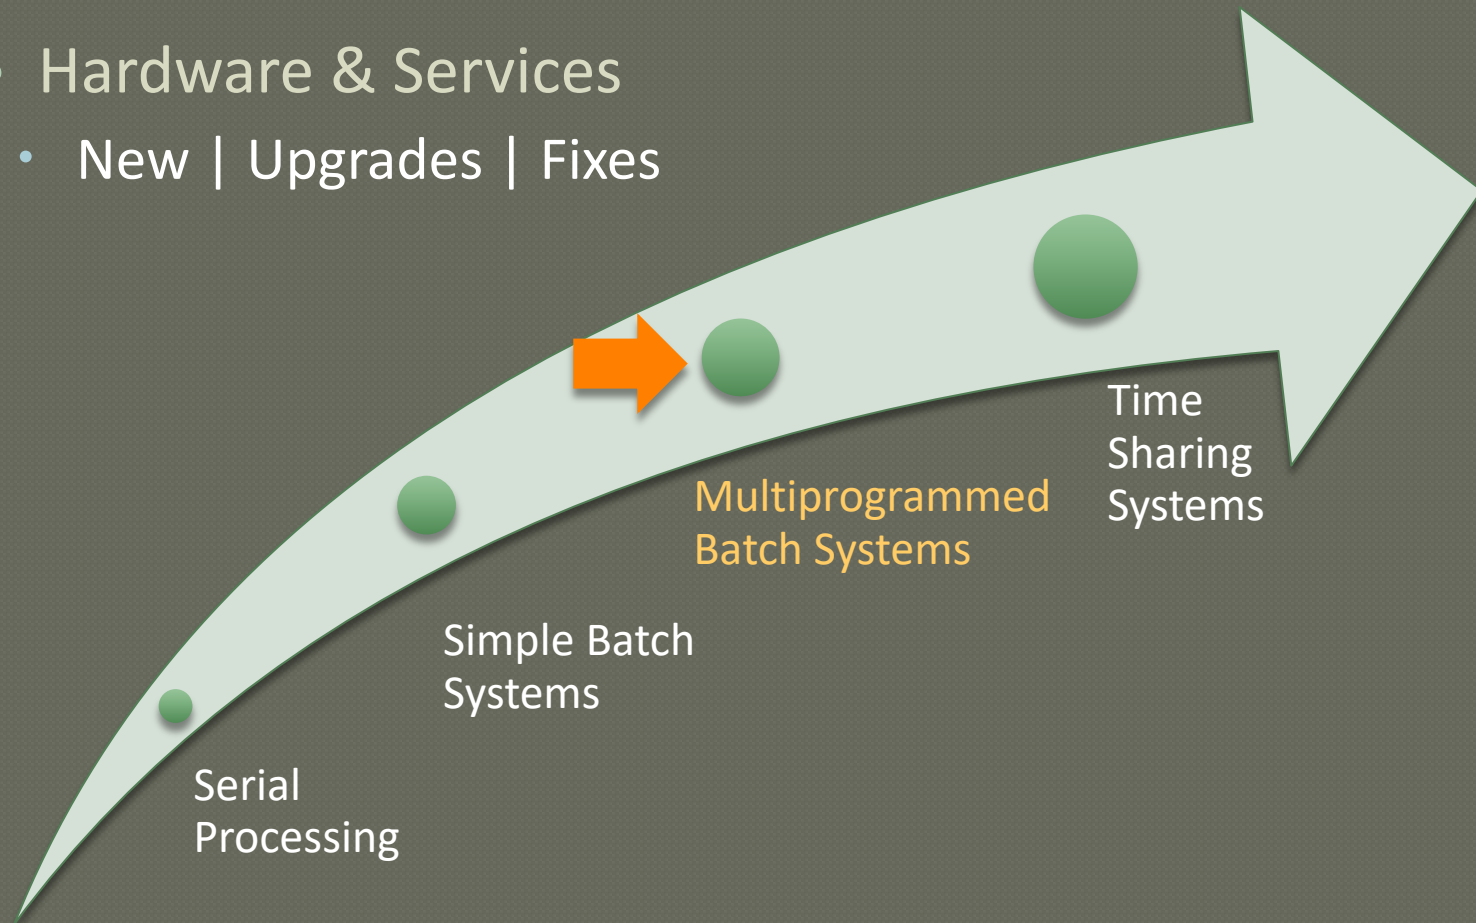 Hardware & Services
New | Upgrades | Fixes
Time
Sharing
Systems
Multiprogrammed
Batch Systems
Simple Batch
Systems
Serial
Processing